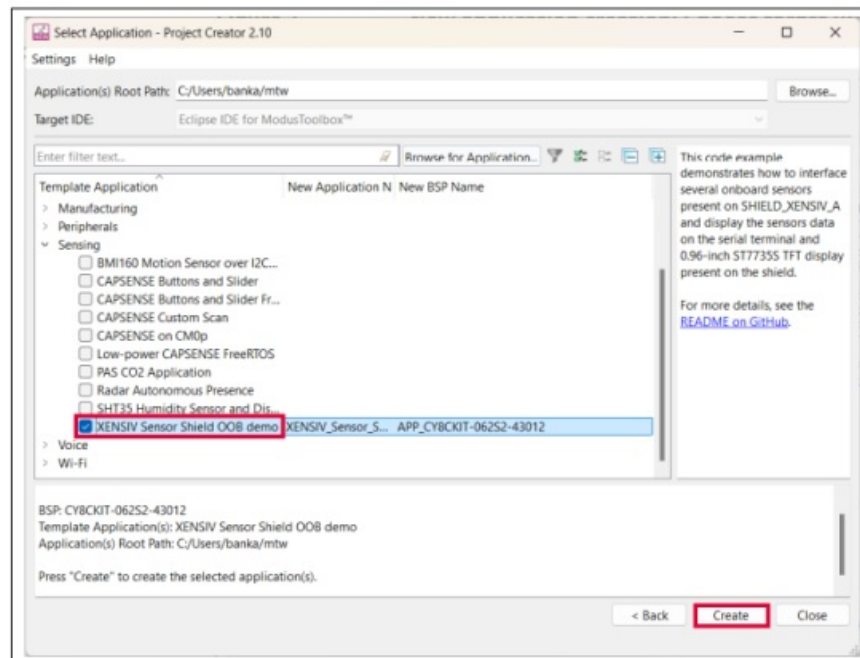 Select Application - Project Creator 2.10
Settings Help
Application(s) Root Path: C:/Users/banka/mtw Browse...
Target IDE: Eclipse IDE for ModusToolbox™
Enter filter text... Browse for Application...
Template Application New Application N New BSP Name
Manufacturing
Peripherals
Sensing
BMI160 Motion Sensor over I2C...
CAPSENSE Buttons and Slider
CAPSENSE Buttons and Slider Fr...
CAPSENSE Custom Scan
CAPSENSE on CM0p
Low-power CAPSENSE FreeRTOS
PAS CO2 Application
Radar Autonomous Presence
SHT35 Humidity Sensor and Dis...
XENSIV Sensor Shield OOB demo XENSIV_Sensor_S... APP_CY8CKIT-062S2-43012
Voice
Wi-Fi
This code example
demonstrates how to interface
several onboard sensors
present on SHIELD_XENSIV_A
and display the sensors data
on the serial terminal and
0.96-inch ST7735S TFT display
present on the shield.
For more details, see the
README on GitHub.
BSP: CY8CKIT-062S2-43012
Template Application(s): XENSIV Sensor Shield OOB demo
Application(s) Root Path: C:/Users/banka/mtw
Press "Create" to create the selected application(s).
< Back Create Close